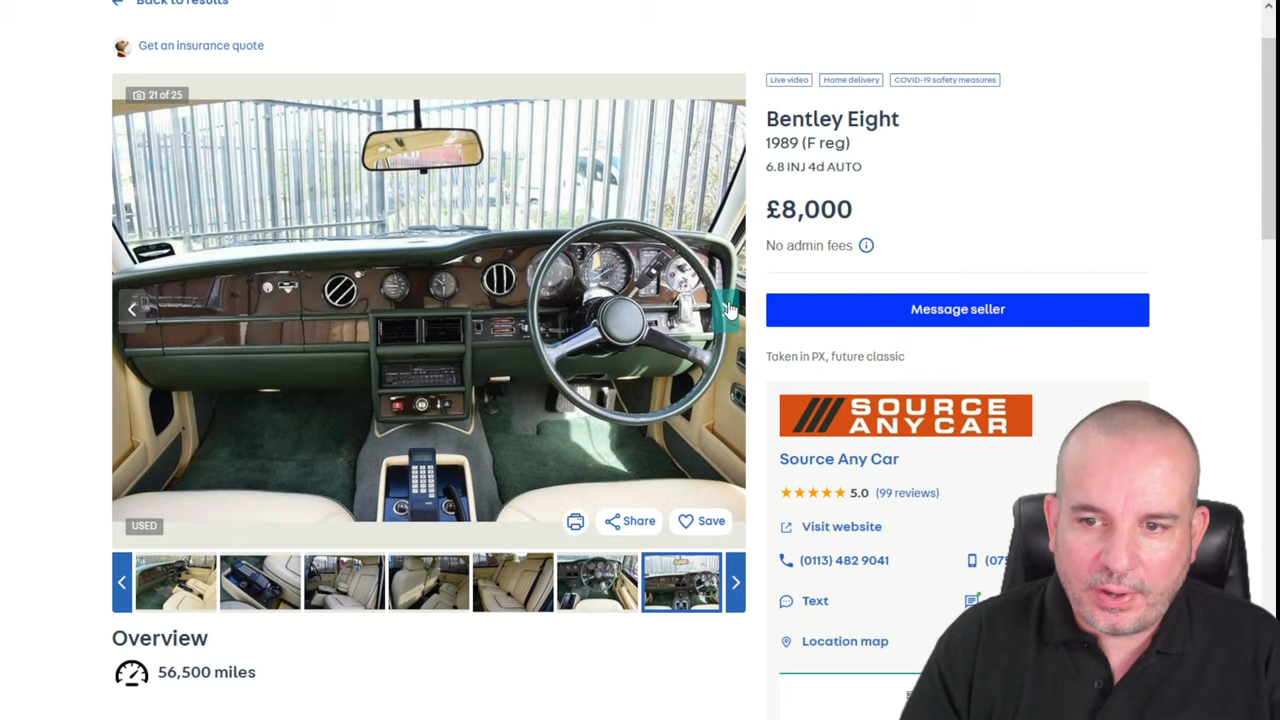 Back to results
Get an insurance quote
21 of 25
Live video
Home delivery
COVID-19 safety measures
Bentley Eight
1989 (F reg)
6.8 INJ 4d AUTO
£8,000
No admin fees
Message seller
Taken in PX, future classic
SOURCE
ANY CAR
Source Any Car
5.0 (99 reviews)
Visit website
(0113) 482 9041
(075
Text
Location map
USED
Share
Save
Overview
56,500 miles